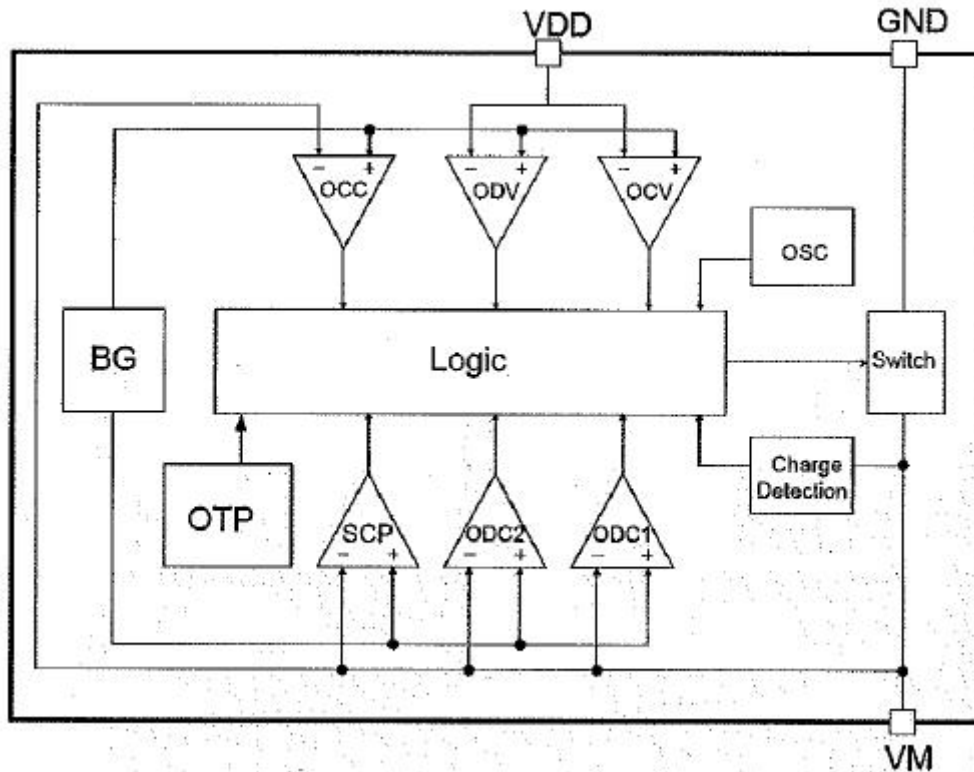 VDD
GND
- +
OCC
- +
ODV
- +
OCV
OSC
BG
Logic
Switch
OTP
SCP
- +
ODC2
- +
ODC1
- +
Charge
Detection
VM